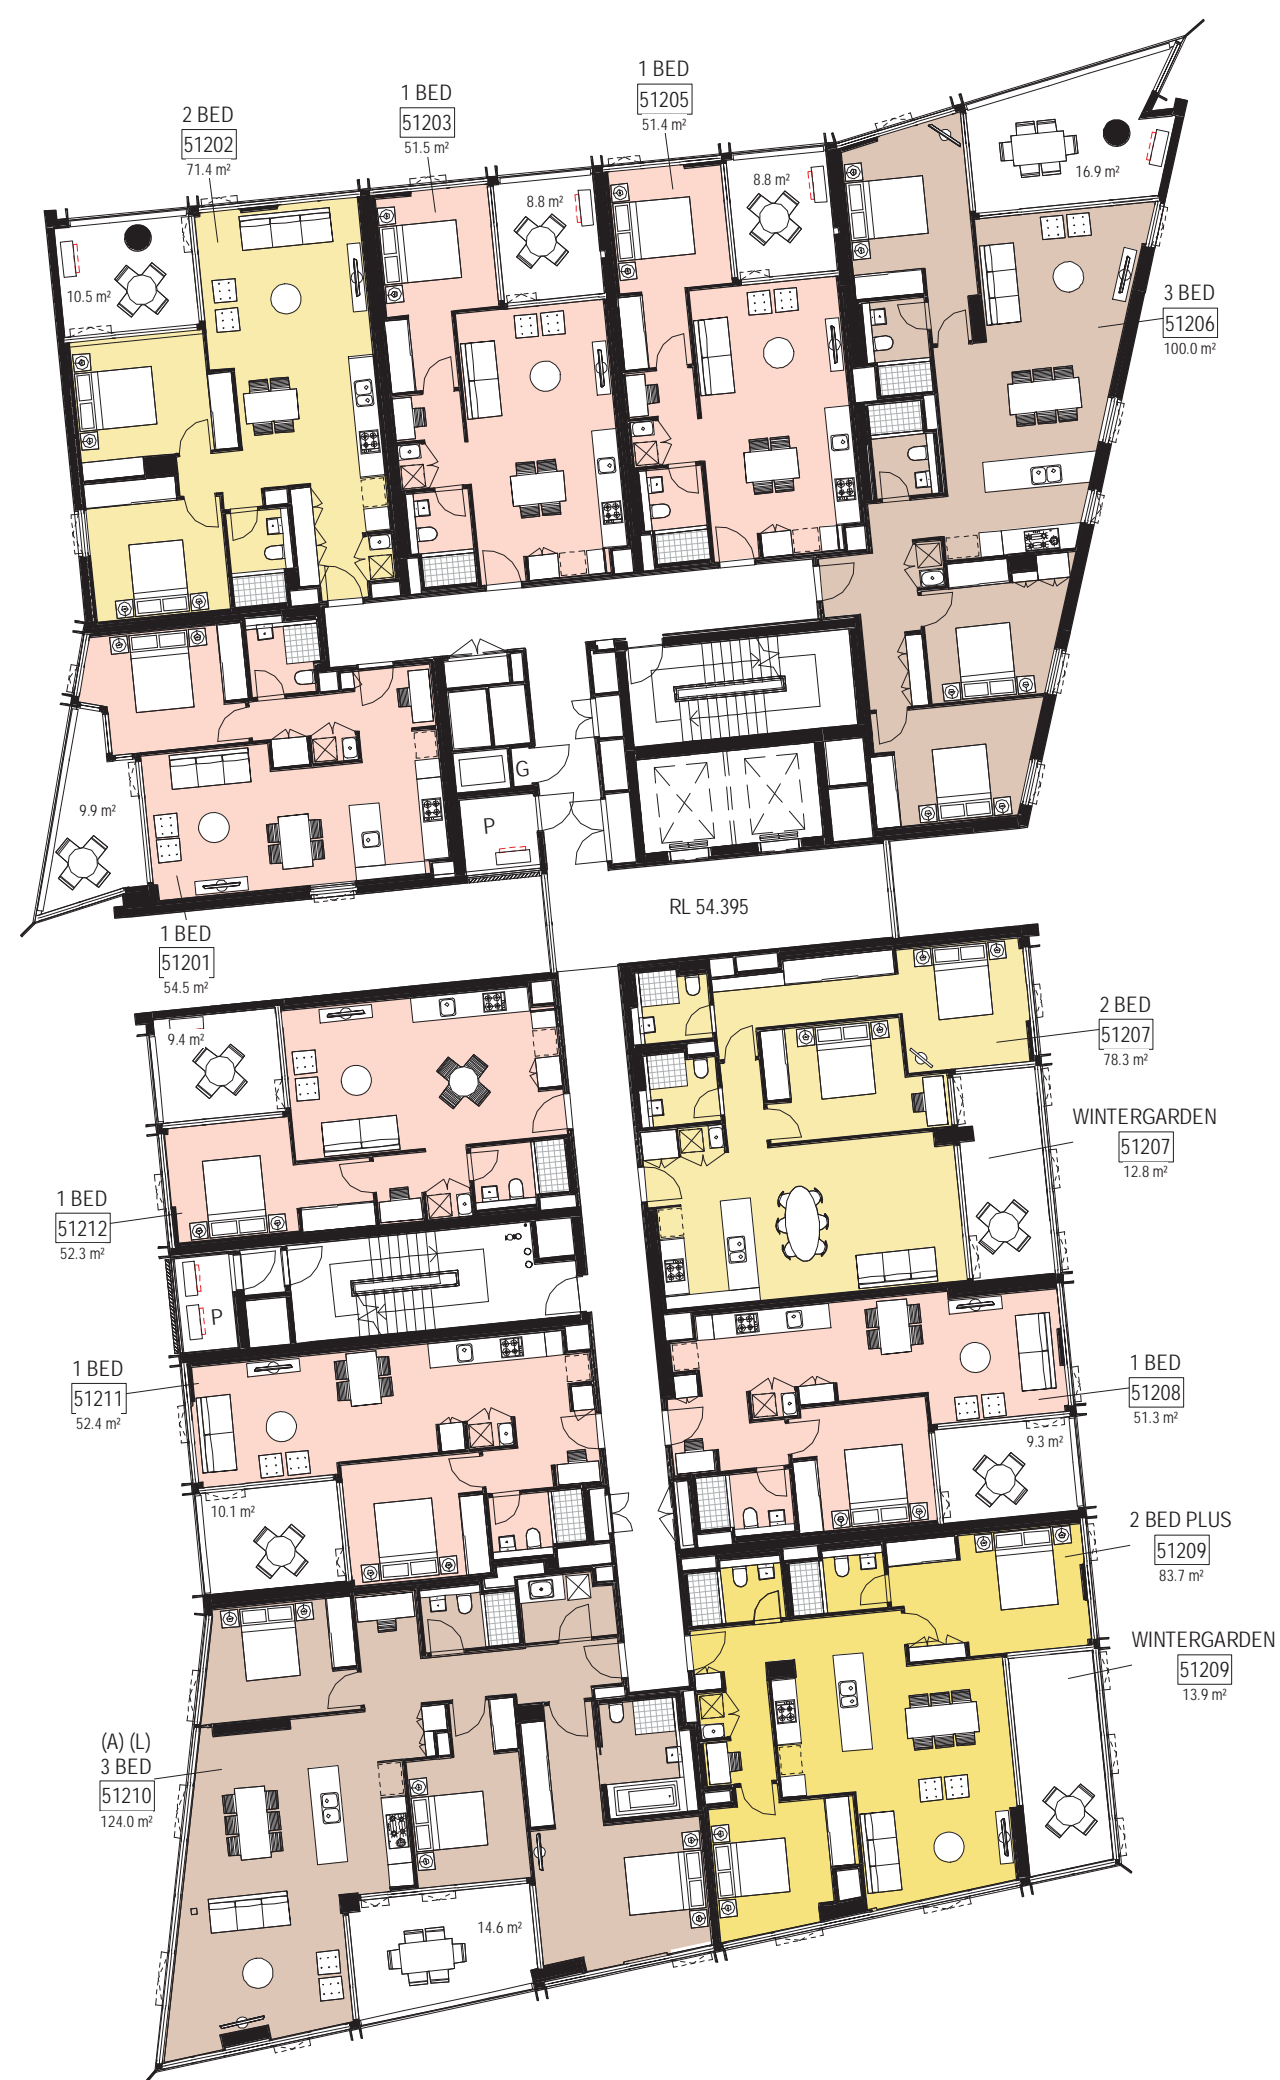 1 BED
51205
51.4 m²
1 BED
51203
51.5 m²
2 BED
51202
71.4 m²
16.9 m²
8.8 m²
8.8 m²
10.5 m²
3 BED
51206
100.0 m²
G
P
9.9 m²
RL 54.395
1 BED
51201
54.5 m²
2 BED
51207
78.3 m²
9.4 m²
WINTERGARDEN
51207
12.8 m²
1 BED
51212
52.3 m²
P
1 BED
51211
52.4 m²
1 BED
51208
51.3 m²
9.3 m²
10.1 m²
2 BED PLUS
51209
83.7 m²
WINTERGARDEN
51209
13.9 m²
(A) (L)
3 BED
51210
124.0 m²
14.6 m²